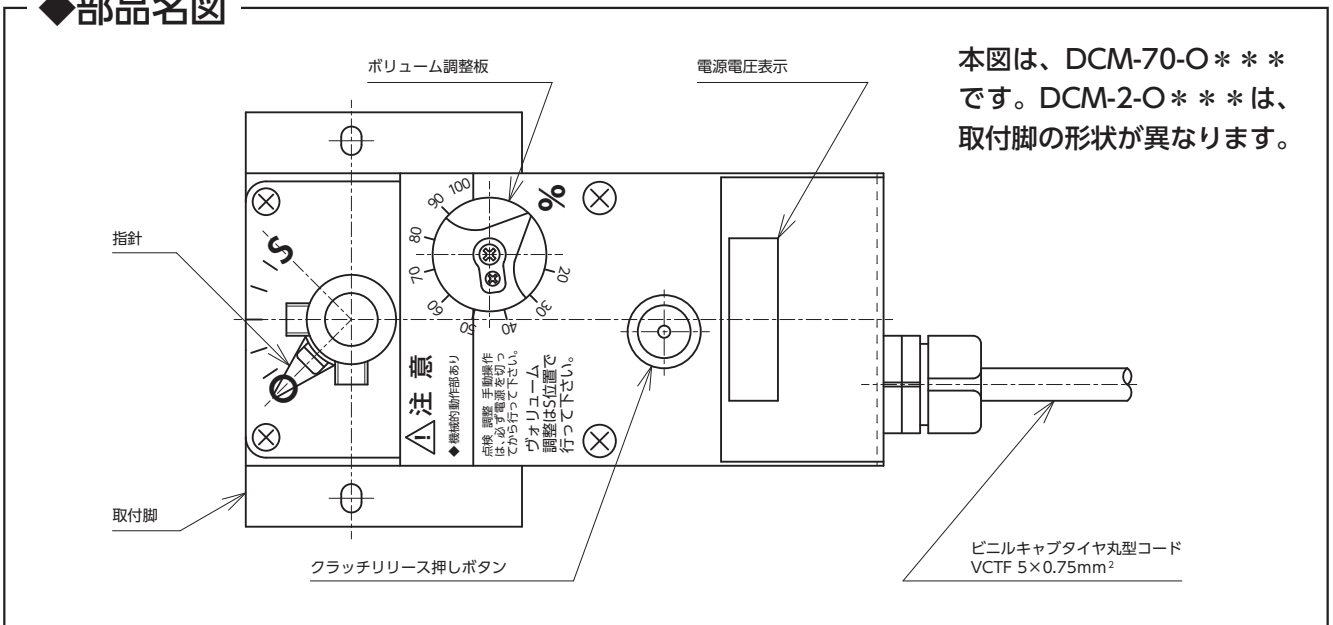 ◆部品名図
ボリューム調整板
電源電圧表示
本図は、DCM-70-O＊＊＊
です。DCM-2-O＊＊＊は、
取付脚の形状が異なります。
指針
S
O
100
90
80
70
60
50
40
30
20
%
⚠注意
◆機械的動作部あり
点検 調整 手動操作
は、必ず電源を切っ
てから行って下さい。
ヴォリューム
調整はS位置で
行って下さい。
取付脚
クラッチリリース押しボタン
ビニルキャブタイヤ丸型コード
VCTF 5×0.75mm²